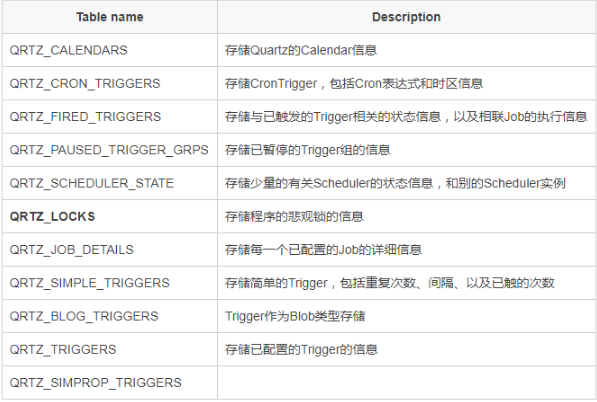 Table name Description
QRTZ_CALENDARS 存储Quartz的Calendar信息
QRTZ_CRON_TRIGGERS 存储CronTrigger，包括Cron表达式和时区信息
QRTZ_FIRED_TRIGGERS 存储与已触发的Trigger相关的状态信息，以及相联Job的执行信息
QRTZ_PAUSED_TRIGGER_GRPS 存储已暂停的Trigger组的信息
QRTZ_SCHEDULER_STATE 存储少量的有关Scheduler的状态信息，和别的Scheduler实例
QRTZ_LOCKS 存储程序的悲观锁的信息
QRTZ_JOB_DETAILS 存储每一个已配置的Job的详细信息
QRTZ_SIMPLE_TRIGGERS 存储简单的Trigger，包括重复次数、间隔、以及已触的次数
QRTZ_BLOG_TRIGGERS Trigger作为Blob类型存储
QRTZ_TRIGGERS 存储已配置的Trigger的信息
QRTZ_SIMPROP_TRIGGERS